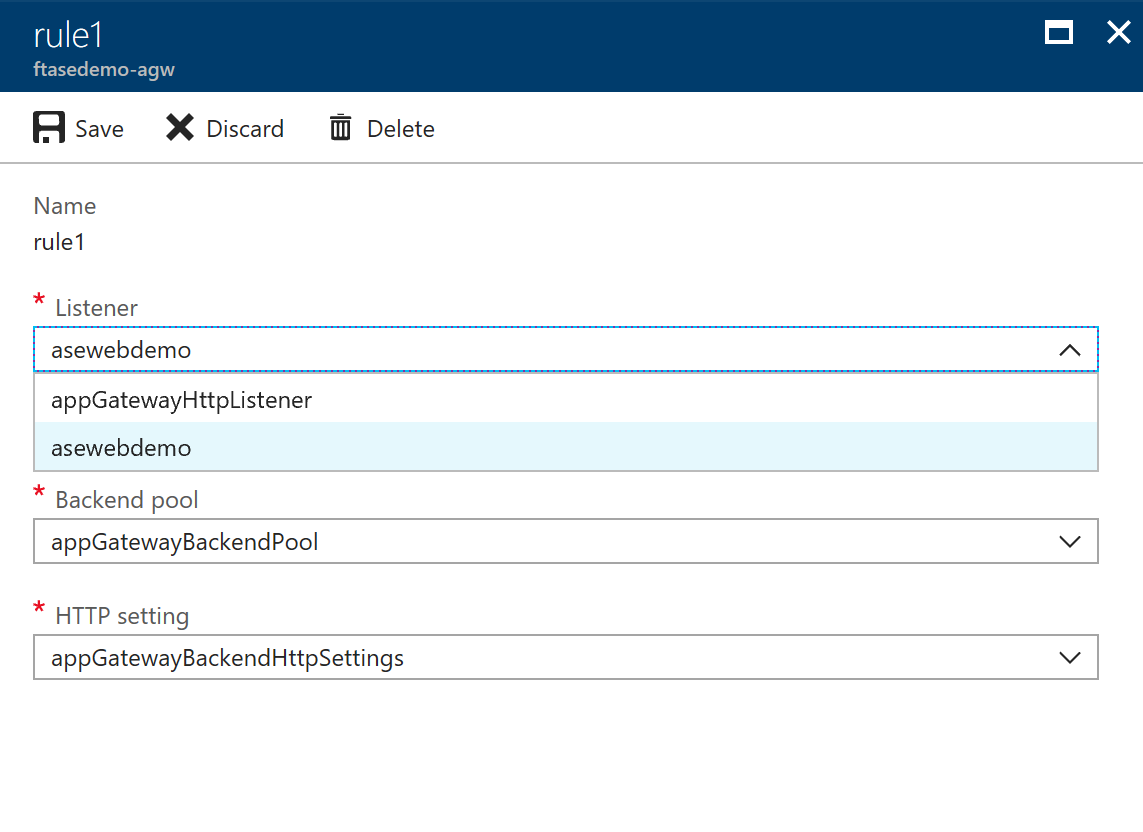 rule1
ftasedemo-agw
Save Discard Delete
Name
rule1
* Listener
asewebdemo
appGatewayHttpListener
asewebdemo
* Backend pool
appGatewayBackendPool
* HTTP setting
appGatewayBackendHttpSettings